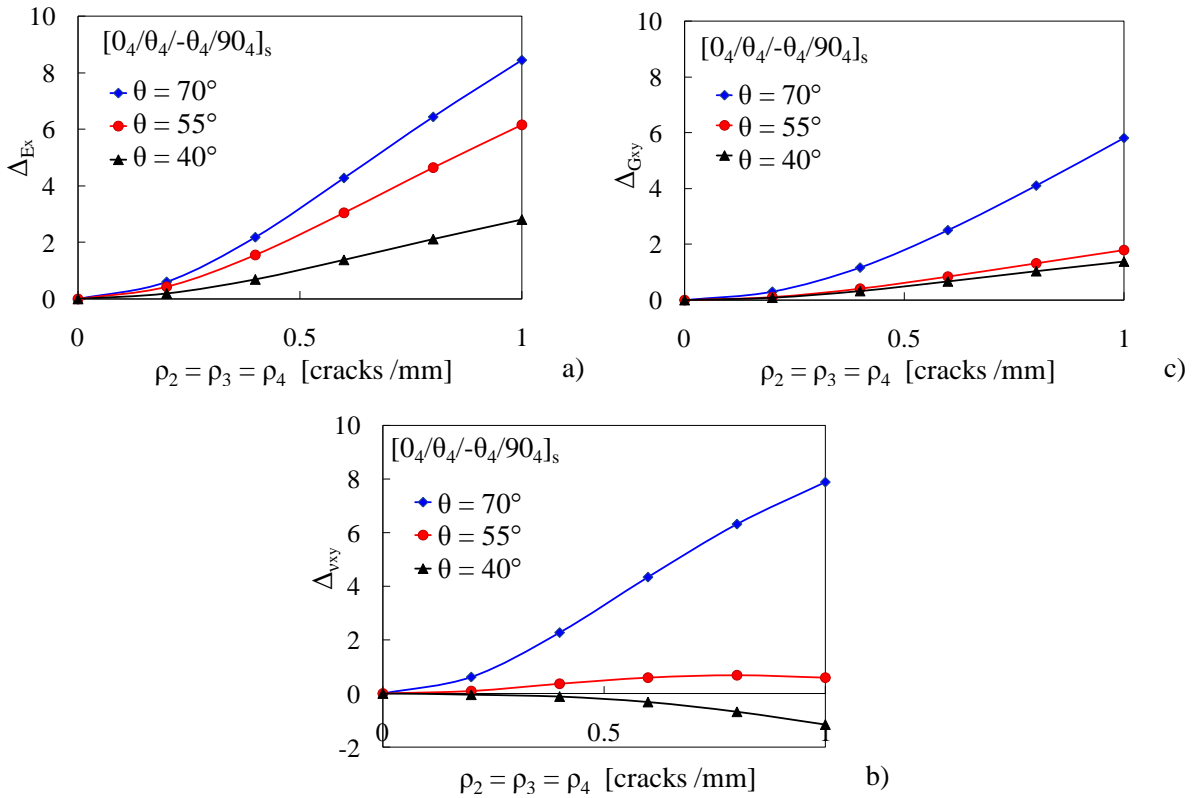 10
8
6
4
2
0
Δ_Ex
[0₄/θ₄/-θ₄/90₄]ₛ
θ = 70°
θ = 55°
θ = 40°
0
0.5
1
ρ₂ = ρ₃ = ρ₄ [cracks /mm]
a)
10
8
6
4
2
0
Δ_Gxy
[0₄/θ₄/-θ₄/90₄]ₛ
θ = 70°
θ = 55°
θ = 40°
0
0.5
1
ρ₂ = ρ₃ = ρ₄ [cracks /mm]
c)
10
8
6
4
2
0
-2
Δ_νxy
[0₄/θ₄/-θ₄/90₄]ₛ
θ = 70°
θ = 55°
θ = 40°
0
0.5
1
ρ₂ = ρ₃ = ρ₄ [cracks /mm]
b)